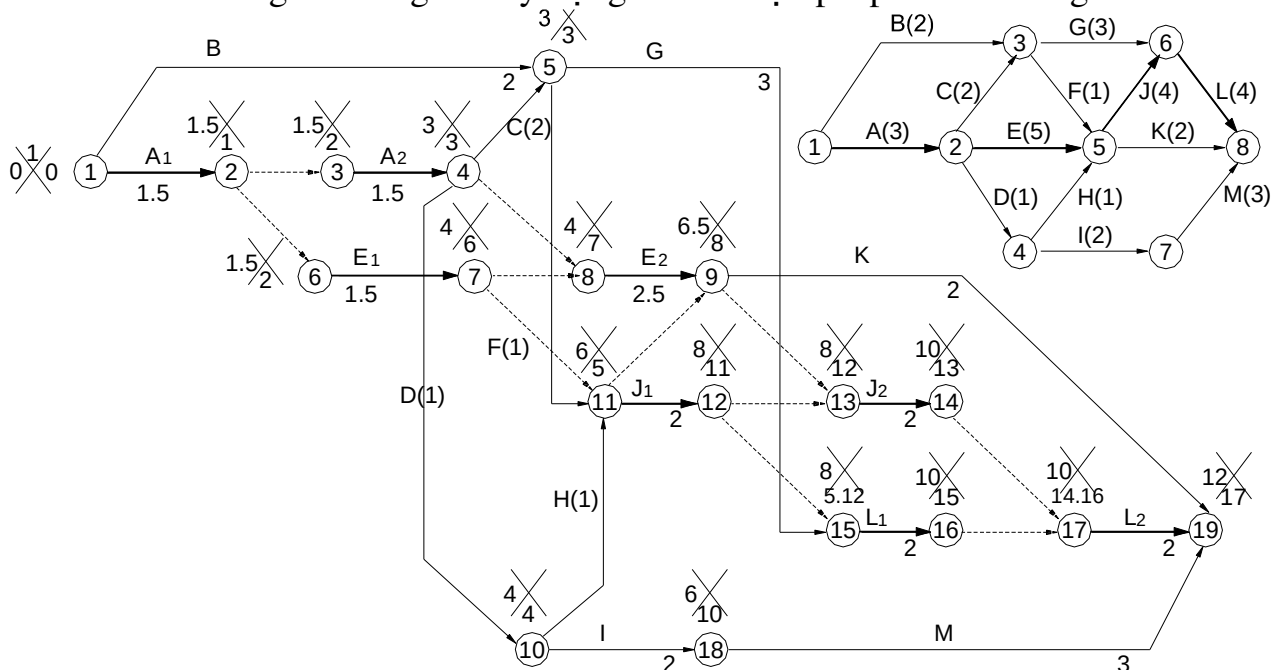 B
2
G
3
3
3
5
1.5
1
1.5
2
3
3
C(2)
0
1
0
1
A1
1.5
2
3
A2
1.5
4
4
6
4
7
6.5
8
1.5
2
6
E1
1.5
7
8
E2
2.5
9
K
2
F(1)
6
5
8
11
8
12
10
13
D(1)
11
J1
2
12
13
J2
2
14
H(1)
8
5.12
10
15
10
14.16
12
17
15
L1
2
16
17
L2
2
19
4
4
6
10
10
I
2
18
M
3
B(2)
3
G(3)
6
C(2)
F(1)
J(4)
L(4)
1
A(3)
2
E(5)
5
K(2)
8
D(1)
H(1)
M(3)
4
I(2)
7